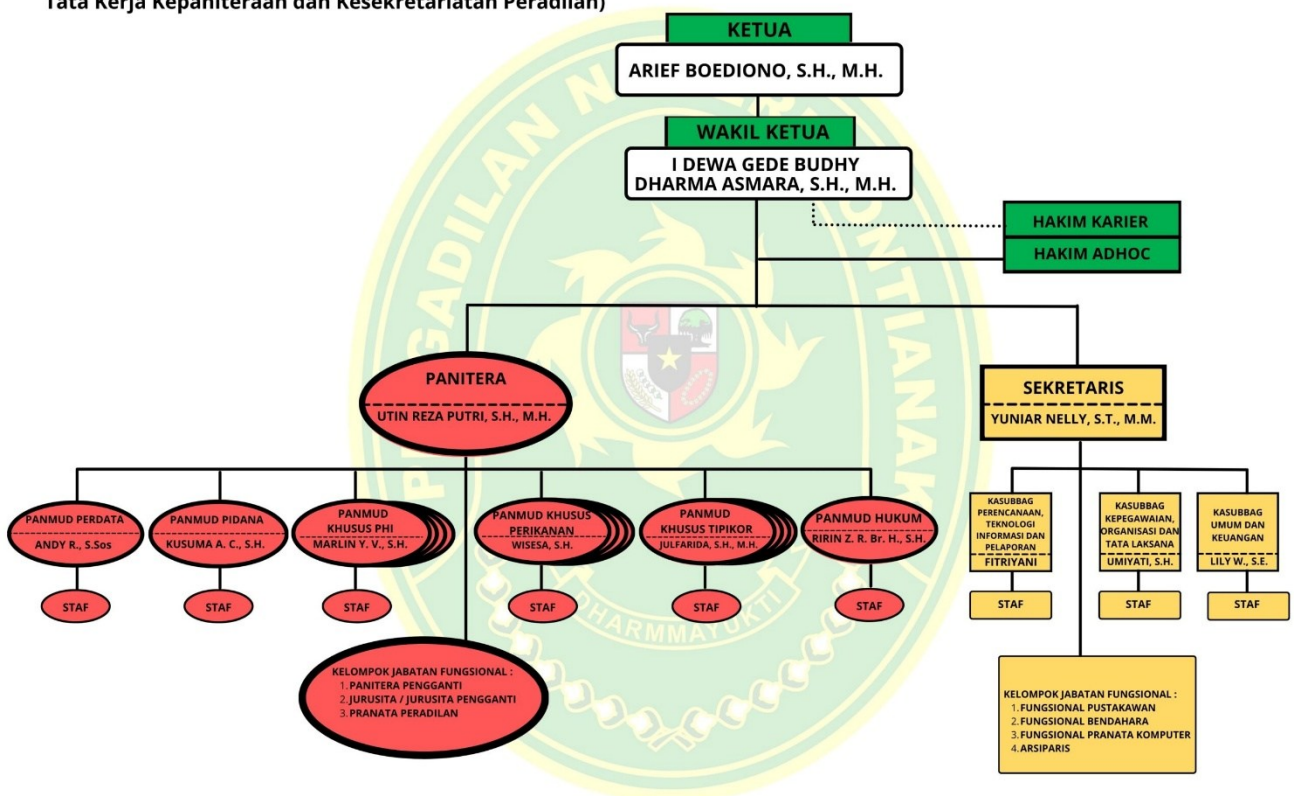 Tata Kerja Kepaniteraan dan Kesekretariatan Peradilan)
KETUA
ARIEF BOEDIONO, S.H., M.H.
WAKIL KETUA
I DEWA GEDE BUDHY
DHARMA ASMARA, S.H., M.H.
HAKIM KARIER
HAKIM ADHOC
PANITERA
UTIN REZA PUTRI, S.H., M.H.
SEKRETARIS
YUNIAR NELLY, S.T., M.M.
PANMUD PERDATA
ANDY R., S.Sos
STAF
PANMUD PIDANA
KUSUMA A. C., S.H.
STAF
PANMUD
KHUSUS PHI
MARLIN Y. V., S.H.
STAF
PANMUD KHUSUS
PERIKANAN
WISESA, S.H.
STAF
PANMUD
KHUSUS TIPIKOR
JULFARIDA, S.H., M.H.
STAF
PANMUD HUKUM
RIRIN Z. R. Br. H., S.H.
STAF
KASUBBAG
PERENCANAAN,
TEKNOLOGI
INFORMASI DAN
PELAPORAN
FITRIYANI
STAF
KASUBBAG
KEPEGAWAIAN,
ORGANISASI DAN
TATA LAKSANA
UMIYATI, S.H.
STAF
KASUBBAG
UMUM DAN
KEUANGAN
LILY W., S.E.
STAF
KELOMPOK JABATAN FUNGSIONAL :
1. PANITERA PENGGANTI
2. JURUSITA / JURUSITA PENGGANTI
3. PRANATA PERADILAN
KELOMPOK JABATAN FUNGSIONAL :
1. FUNGSIONAL PUSTAKAWAN
2. FUNGSIONAL BENDAHARA
3. FUNGSIONAL PRANATA KOMPUTER
4. ARSIPARIS
DHARMMAYUKTI